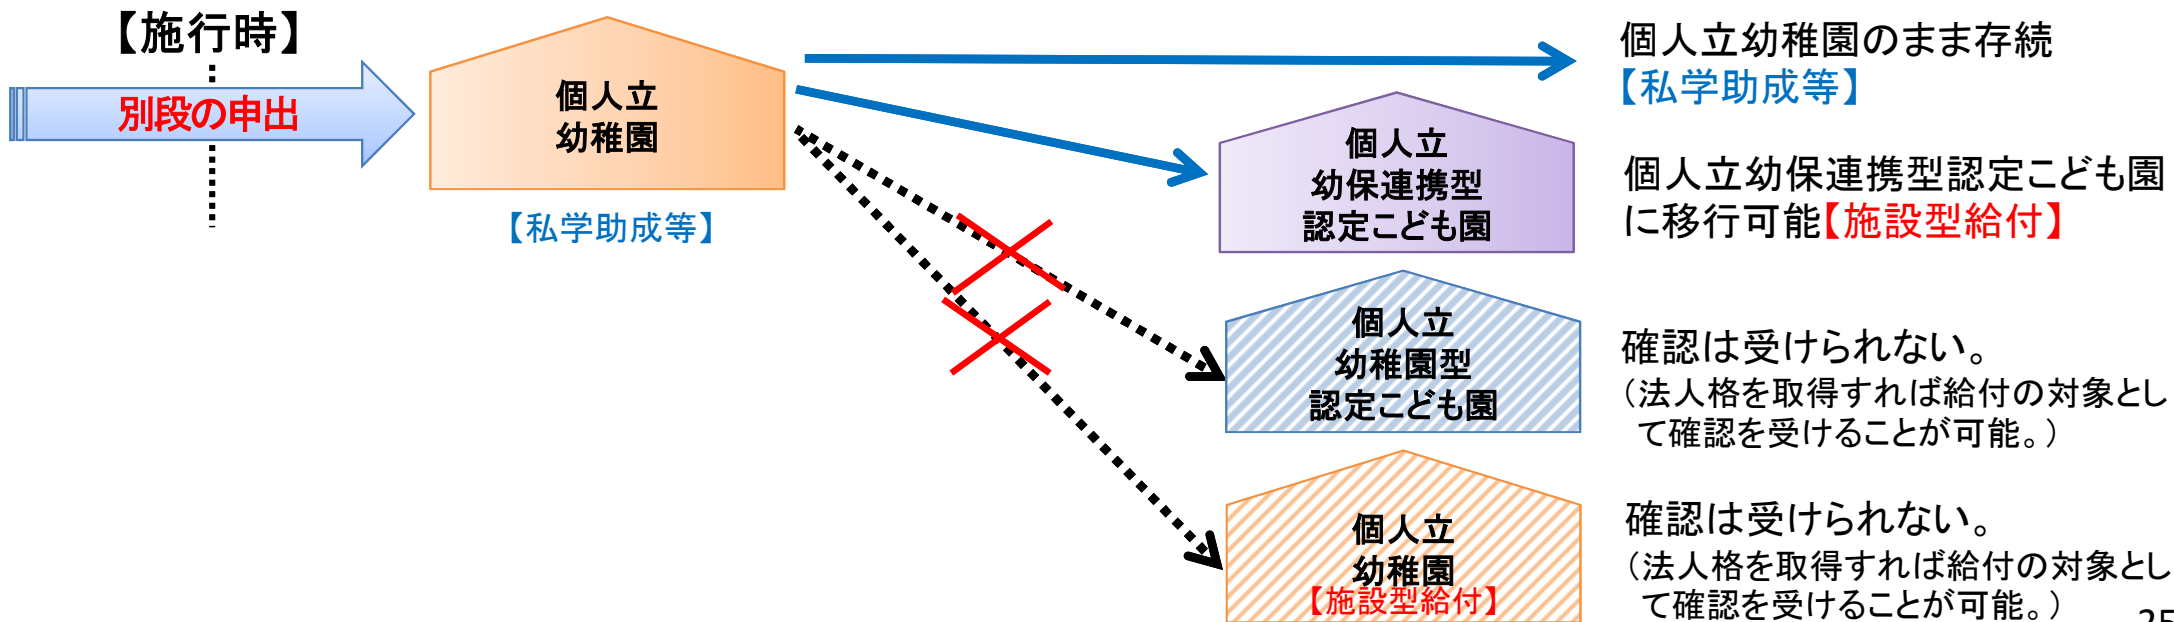 【施行時】
別段の申出
個人立
幼稚園
【私学助成等】
個人立幼稚園のまま存続
【私学助成等】
個人立
幼保連携型
認定こども園
個人立幼保連携型認定こども園
に移行可能【施設型給付】
個人立
幼稚園型
認定こども園
確認は受けられない。
（法人格を取得すれば給付の対象とし
て確認を受けることが可能。）
個人立
幼稚園
【施設型給付】
確認は受けられない。
（法人格を取得すれば給付の対象とし
て確認を受けることが可能。）
25